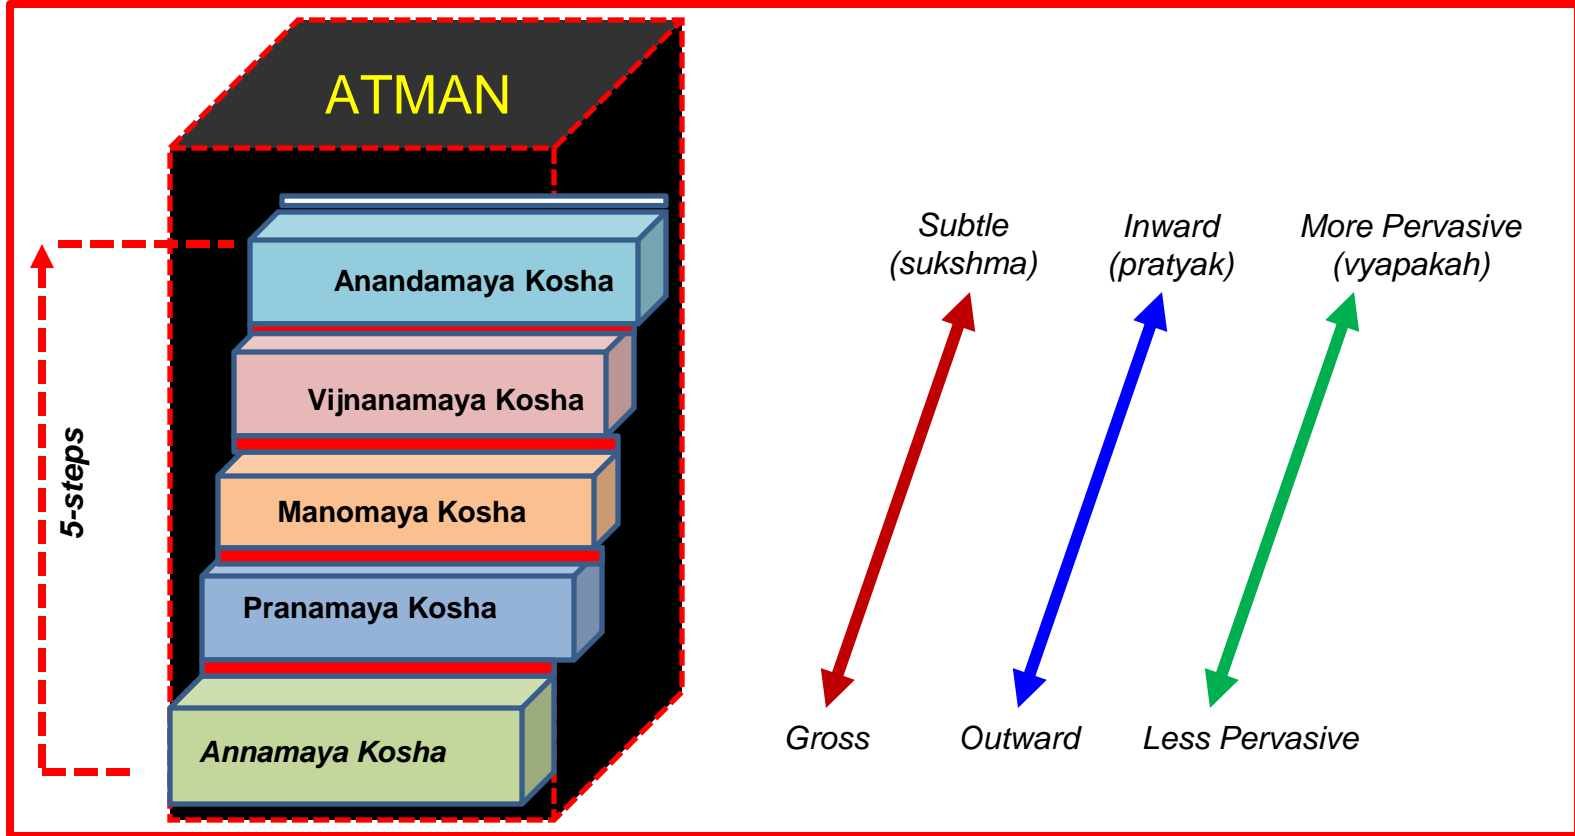 ATMAN
Anandamaya Kosha
Vijnanamaya Kosha
Manomaya Kosha
Pranamaya Kosha
Annamaya Kosha
5-steps
Subtle
(sukshma)
Inward
(pratyak)
More Pervasive
(vyapakah)
Gross
Outward
Less Pervasive